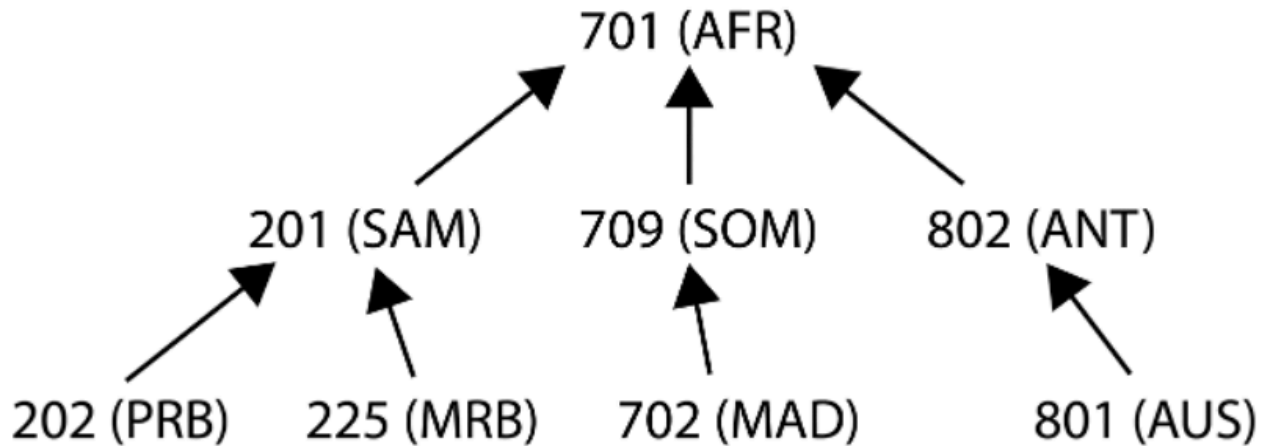 701 (AFR)
201 (SAM) 709 (SOM) 802 (ANT)
202 (PRB) 225 (MRB) 702 (MAD) 801 (AUS)